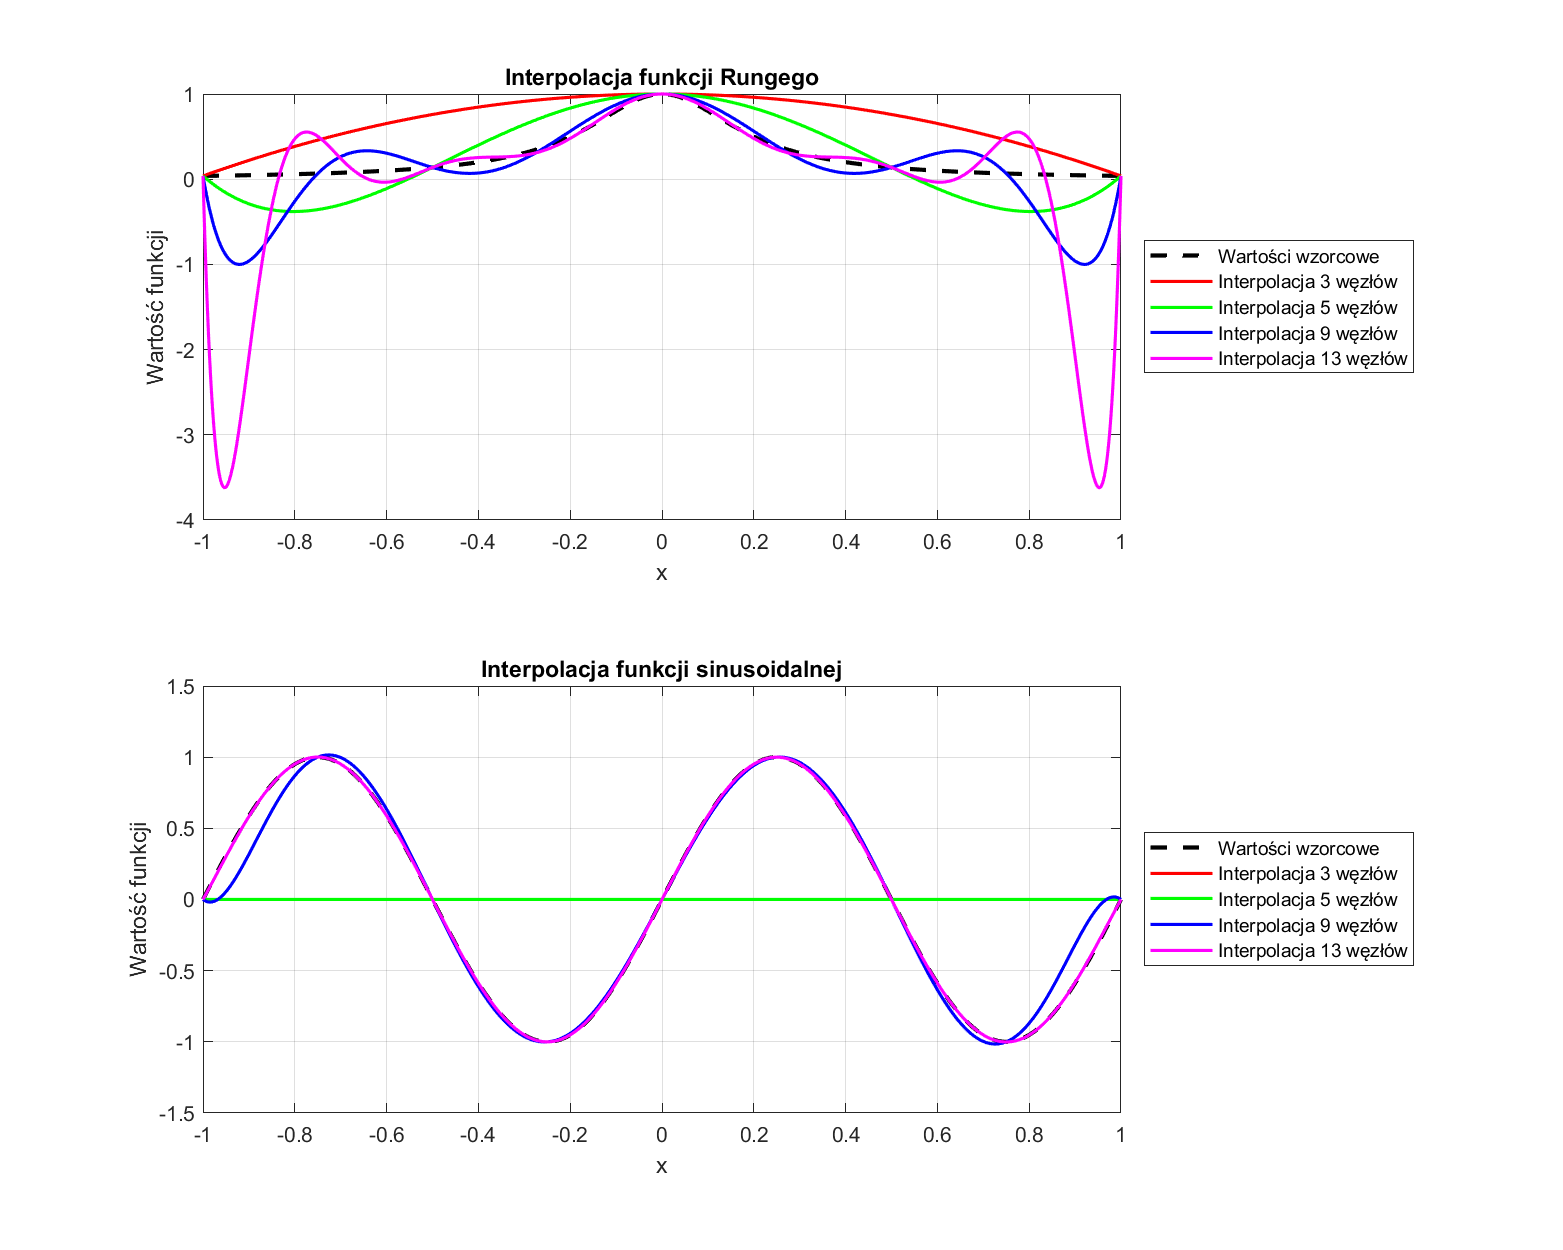 Interpolacja funkcji Rungego
1
0
-1
-2
-3
-4
Wartość funkcji
-1 -0.8 -0.6 -0.4 -0.2 0 0.2 0.4 0.6 0.8 1
x
Wartości wzorcowe
Interpolacja 3 węzłów
Interpolacja 5 węzłów
Interpolacja 9 węzłów
Interpolacja 13 węzłów
Interpolacja funkcji sinusoidalnej
1.5
1
0.5
0
-0.5
-1
-1.5
Wartość funkcji
-1 -0.8 -0.6 -0.4 -0.2 0 0.2 0.4 0.6 0.8 1
x
Wartości wzorcowe
Interpolacja 3 węzłów
Interpolacja 5 węzłów
Interpolacja 9 węzłów
Interpolacja 13 węzłów